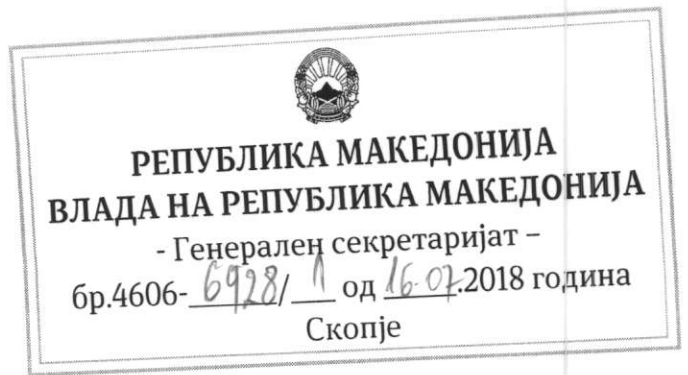 РЕПУБЛИКА МАКЕДОНИЈА
ВЛАДА НА РЕПУБЛИКА МАКЕДОНИЈА
- Генерален секретаријат –
бр.4606-6928/1 од 16.07.2018 година
Скопје